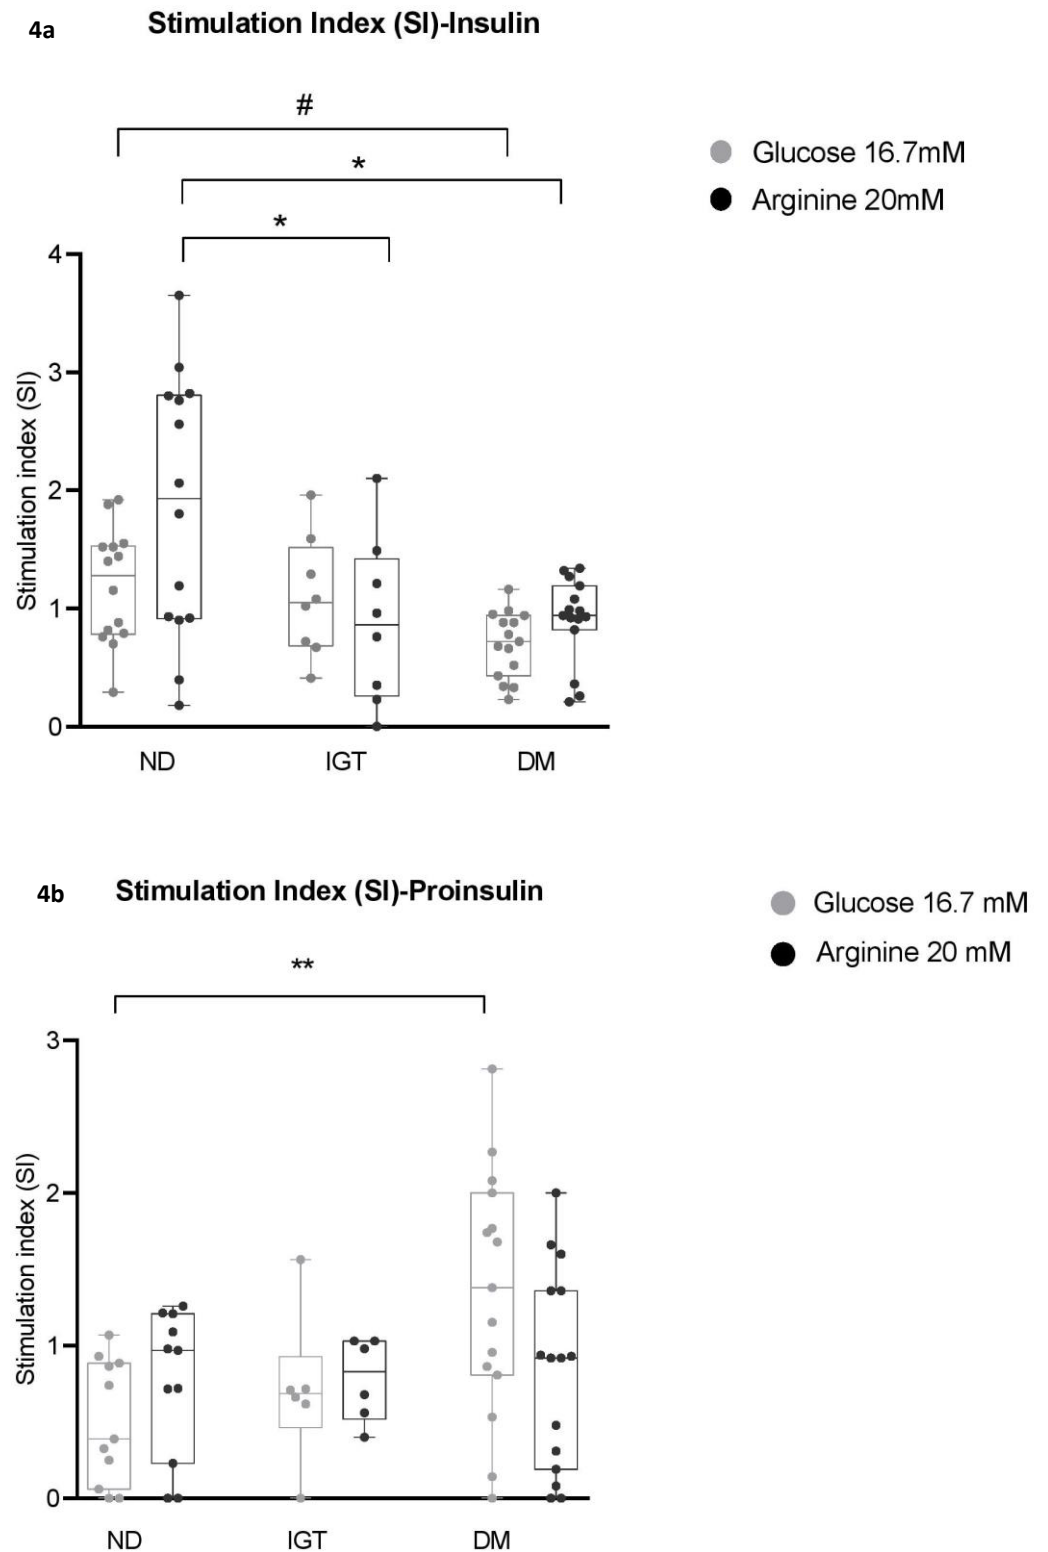 4a
Stimulation Index (SI)-Insulin
#
*
*
Glucose 16.7mM
Arginine 20mM
Stimulation index (SI)
4
3
2
1
0
ND IGT DM
4b
Stimulation Index (SI)-Proinsulin
**
Glucose 16.7 mM
Arginine 20 mM
Stimulation index (SI)
3
2
1
0
ND IGT DM